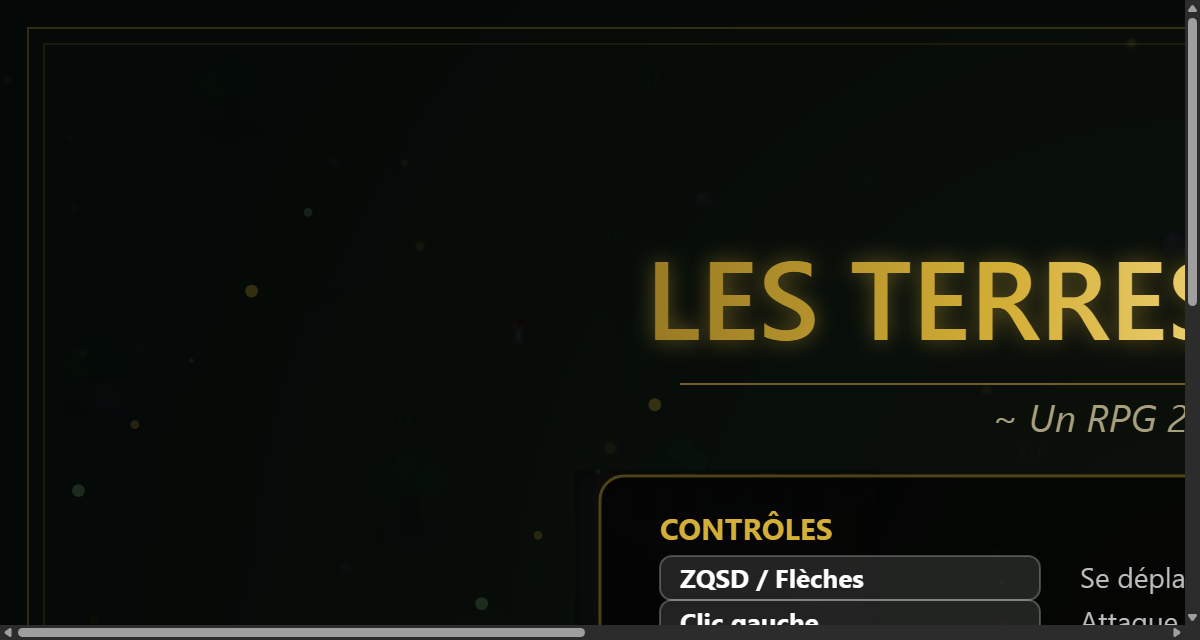 LES TERRES
~ Un RPG 2
CONTRÔLES
ZQSD / Flèches Se dépla
Clic gauche Attaque